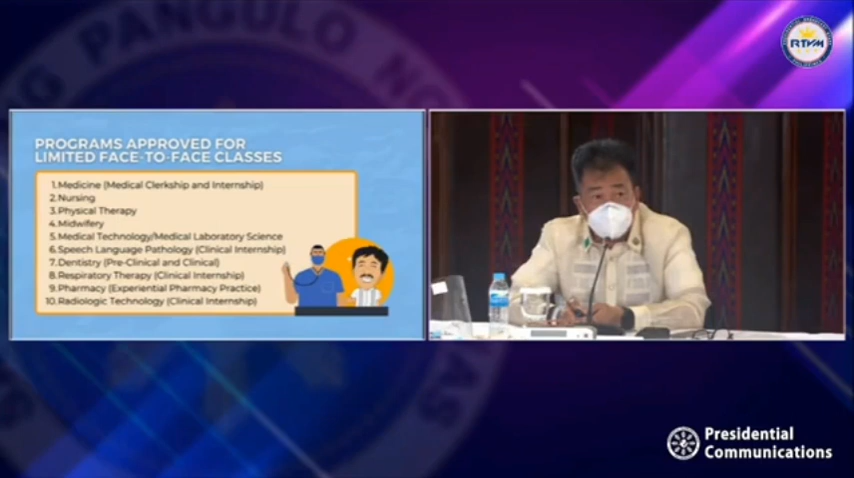 NG PANGULO NG
RTVM
PROGRAMS APPROVED FOR
LIMITED FACE-TO-FACE CLASSES
1. Medicine (Medical Clerkship and Internship)
2. Nursing
3. Physical Therapy
4. Midwifery
5. Medical Technology/Medical Laboratory Science
6. Speech Language Pathology (Clinical Internship)
7. Dentistry (Pre-Clinical and Clinical)
8. Respiratory Therapy (Clinical Internship)
9. Pharmacy (Experiential Pharmacy Practice)
10. Radiologic Technology (Clinical Internship)
Presidential
Communications